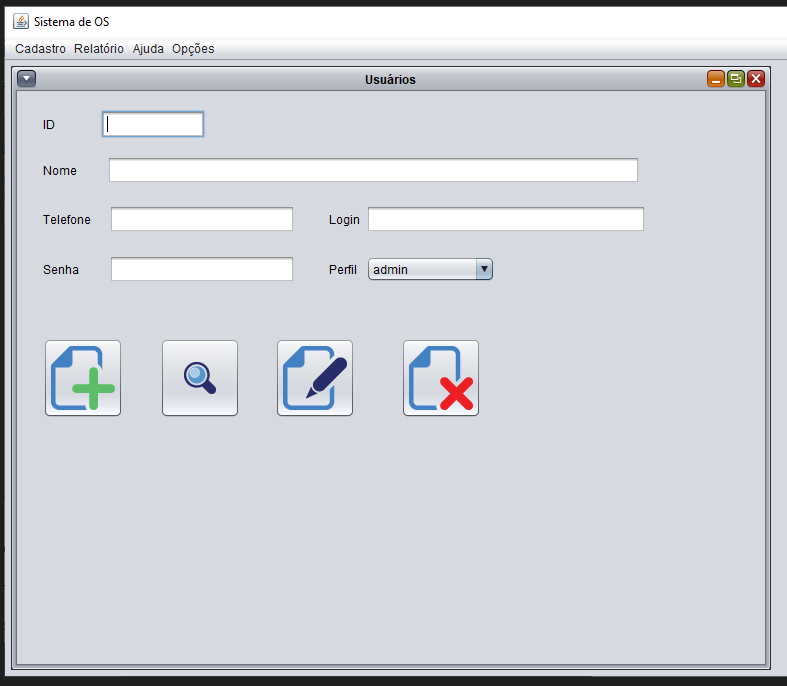 Sistema de OS
Cadastro Relatório Ajuda Opções
Usuários
ID
Nome
Telefone Login
Senha Perfil admin